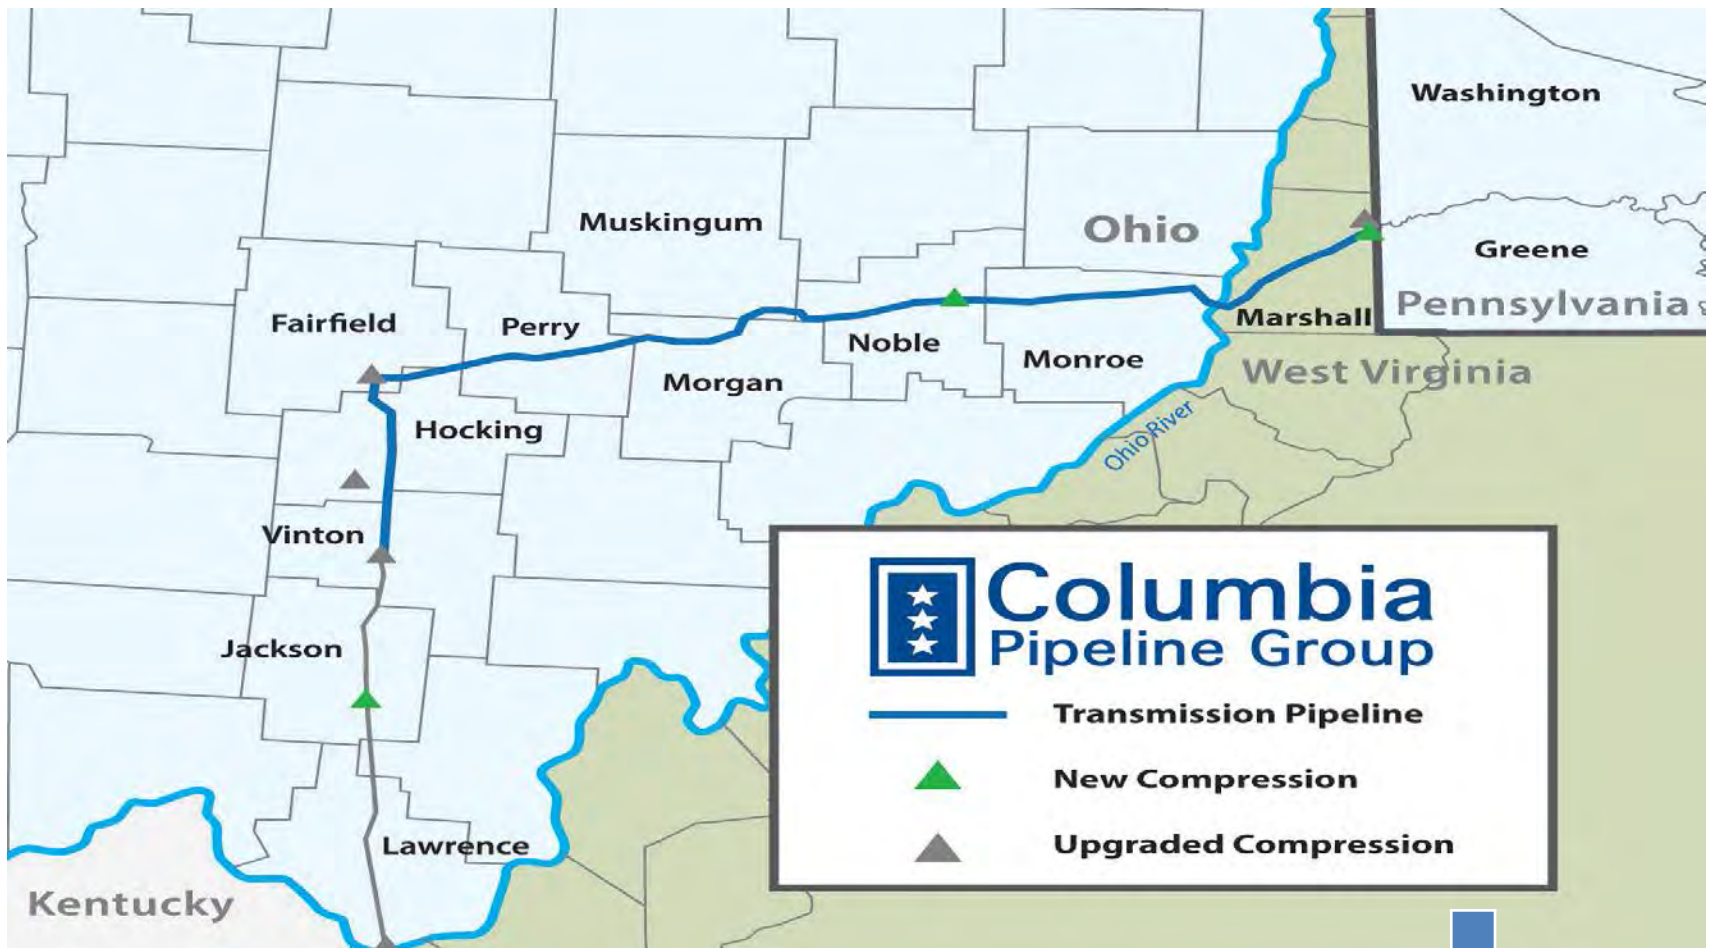 Washington
Muskingum
Ohio
Greene
Pennsylvania
Fairfield
Perry
Marshall
Noble
Monroe
West Virginia
Morgan
Hocking
Ohio River
Vinton
Columbia
Pipeline Group
Jackson
Transmission Pipeline
New Compression
Lawrence
Upgraded Compression
Kentucky